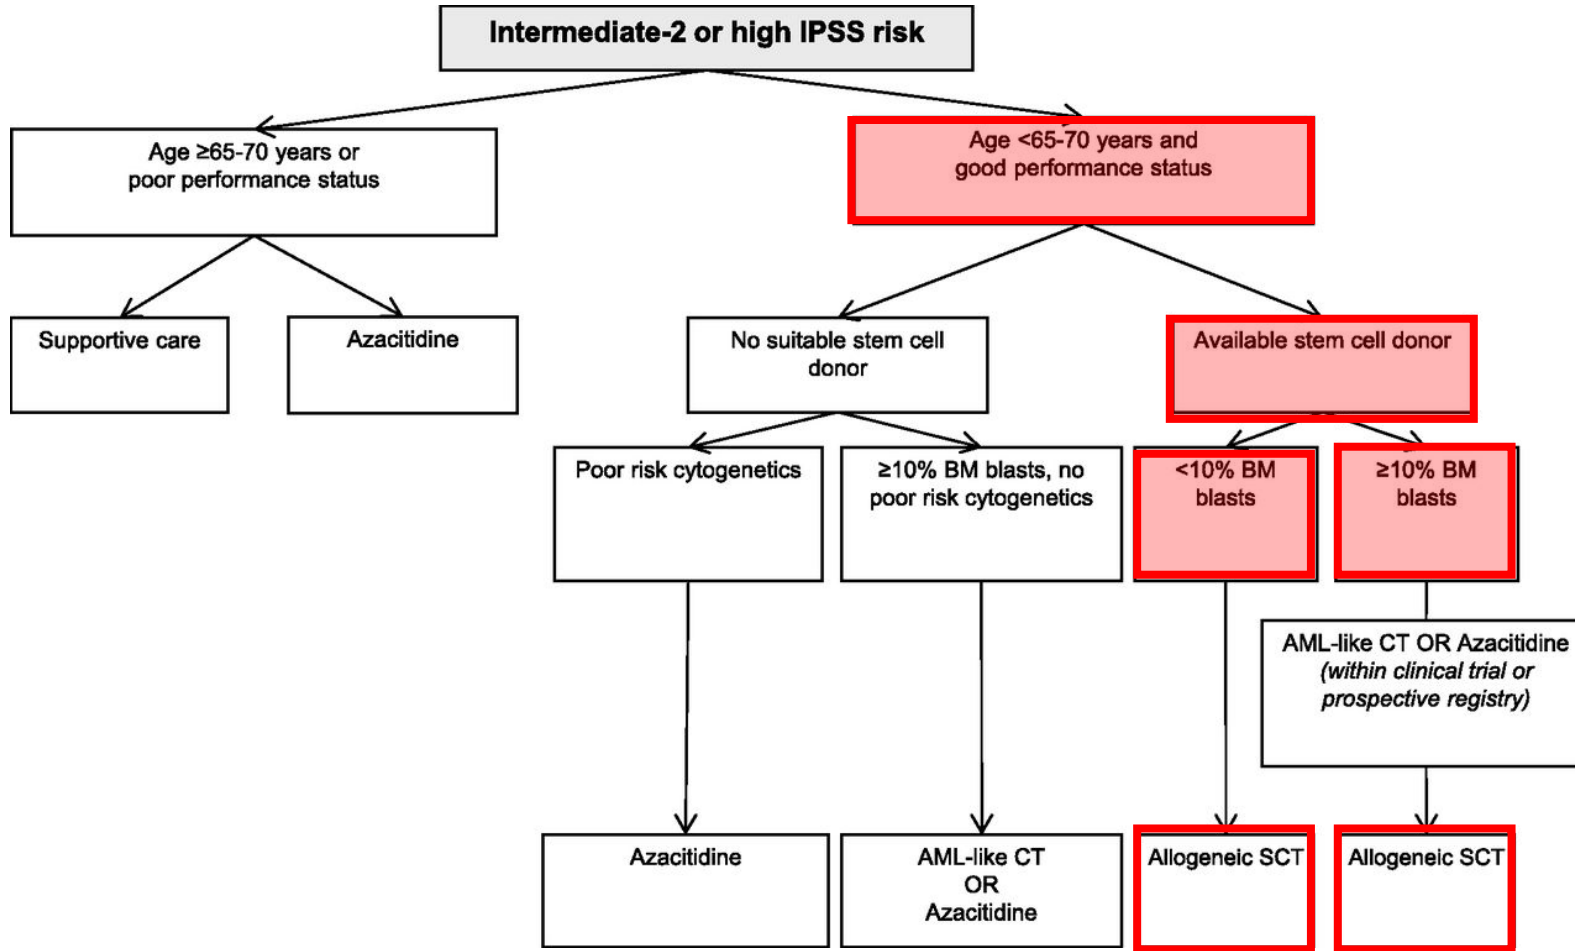 Intermediate-2 or high IPSS risk
Age ≥65-70 years or
poor performance status
Age <65-70 years and
good performance status
Supportive care
Azacitidine
No suitable stem cell
donor
Available stem cell donor
Poor risk cytogenetics
≥10% BM blasts, no
poor risk cytogenetics
<10% BM
blasts
≥10% BM
blasts
AML-like CT OR Azacitidine
(within clinical trial or
prospective registry)
Azacitidine
AML-like CT
OR
Azacitidine
Allogeneic SCT
Allogeneic SCT